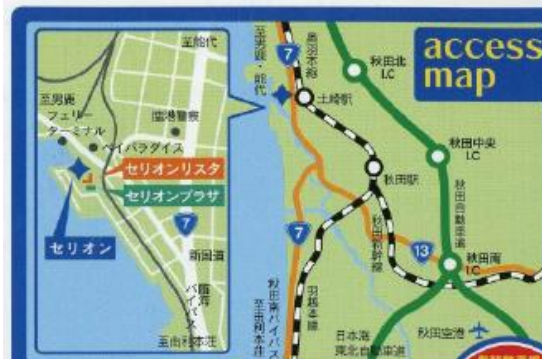 access
map
至能代
至男鹿
フェリー
ターミナル
臨港警察
ベイパラダイス
セリオンリスタ
セリオンプラザ
セリオン
7
新国道
臨海
バイパス
至由利本荘
至男鹿・能代
7
奥羽本線
土崎駅
秋田北
I.C
秋田中央
I.C
秋田駅
秋田自動車道
7
秋田新幹線
13
秋田南
I.C
羽越本線
秋田南バイパス
至由利本荘
日本海
東北自動車道
秋田空港